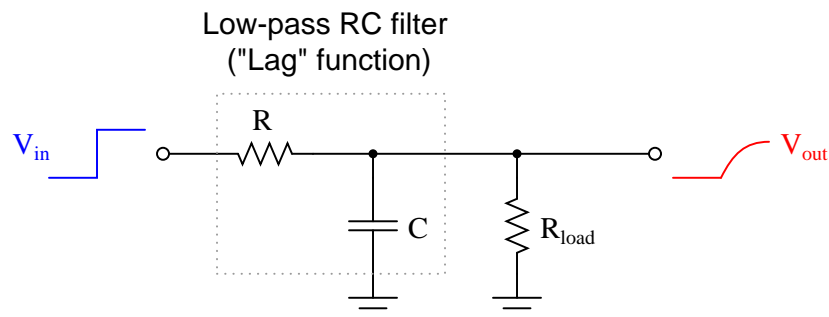 Low-pass RC filter
("Lag" function)
R
V_in
V_out
C
R_load